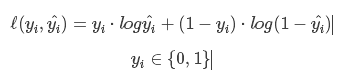 ℓ(yᵢ, ŷᵢ) = yᵢ · logŷᵢ + (1 − yᵢ) · log(1 − ŷᵢ)|
yᵢ ∈ {0, 1}|